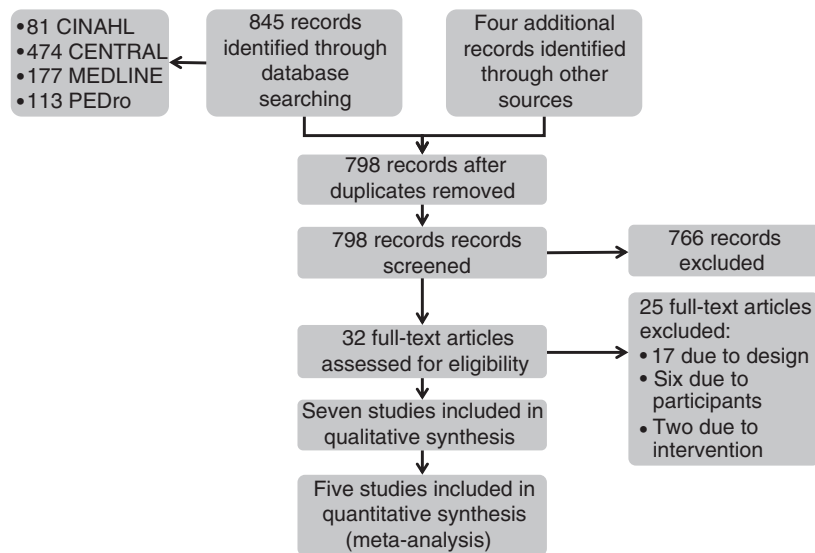 •81 CINAHL
•474 CENTRAL
•177 MEDLINE
•113 PEDro
845 records
identified through
database
searching
Four additional
records identified
through other
sources
798 records after
duplicates removed
798 records records
screened
766 records
excluded
32 full-text articles
assessed for eligibility
25 full-text articles
excluded:
• 17 due to design
• Six due to
participants
• Two due to
intervention
Seven studies included in
qualitative synthesis
Five studies included in
quantitative synthesis
(meta-analysis)